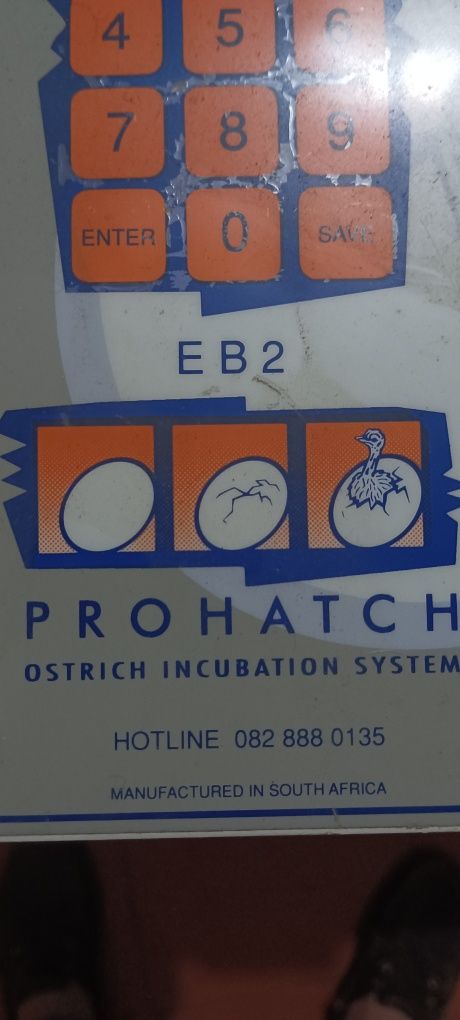 4 5 6
7 8 9
ENTER 0 SAVE
EB2
PROHATCH
OSTRICH INCUBATION SYSTEM
HOTLINE 082 888 0135
MANUFACTURED IN SOUTH AFRICA